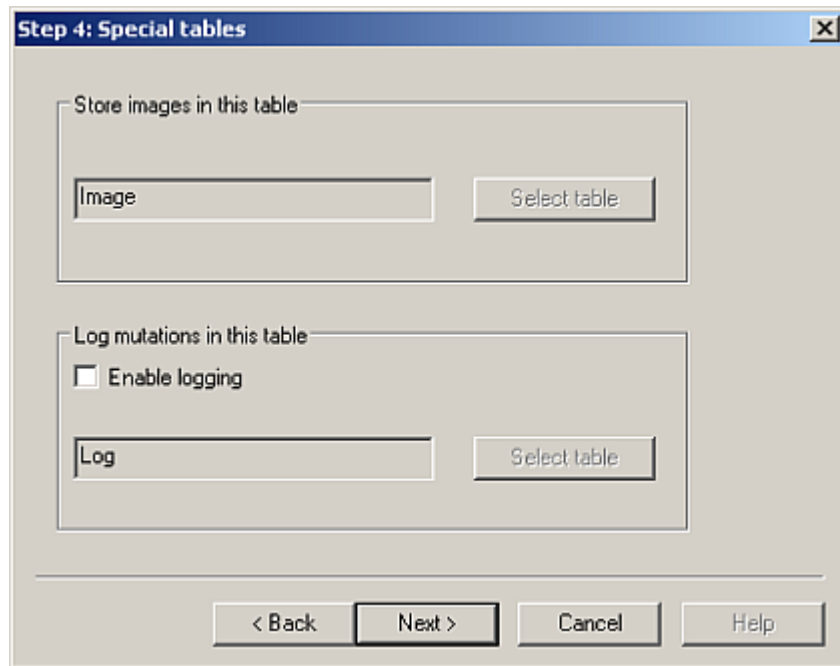 Step 4: Special tables
Store images in this table
Image
Select table
Log mutations in this table
Enable logging
Log
Select table
< Back
Next >
Cancel
Help